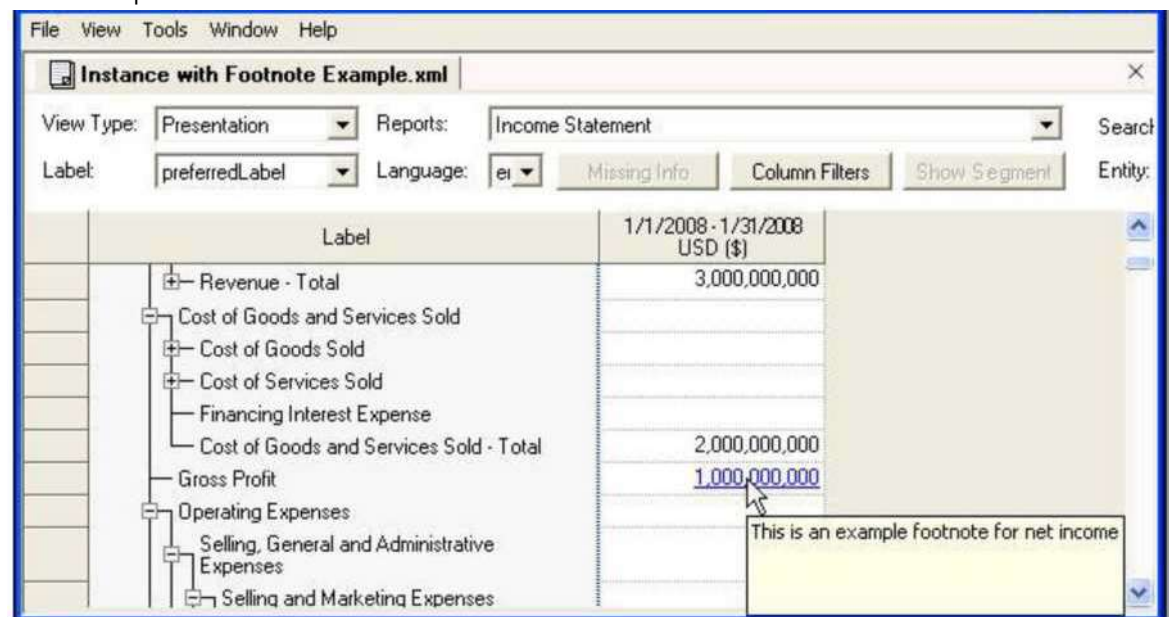 File View Tools Window Help
Instance with Footnote Example.xml
View Type: Presentation Reports: Income Statement Search
Label: preferredLabel Language: Missing Info Column Filters Show Segment Entity:
Label 1/1/2008 - 1/31/2008
USD ($)
Revenue - Total 3,000,000,000
Cost of Goods and Services Sold
Cost of Goods Sold
Cost of Services Sold
Financing Interest Expense
Cost of Goods and Services Sold - Total 2,000,000,000
Gross Profit 1,000,000,000
Operating Expenses
This is an example footnote for net income
Selling, General and Administrative
Expenses
Selling and Marketing Expenses